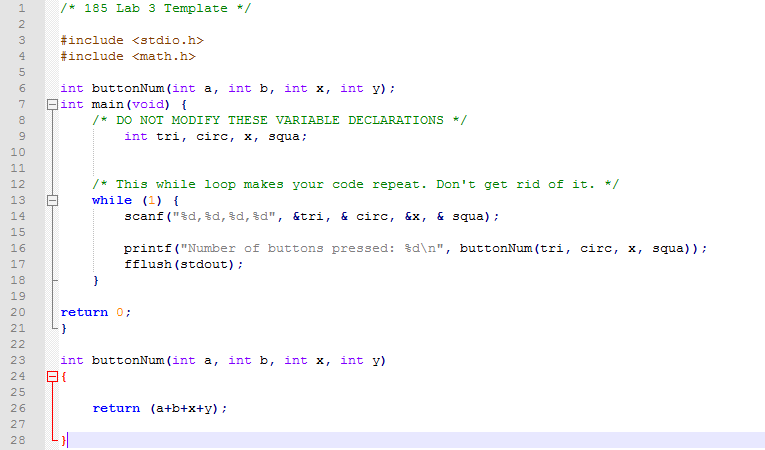 1 /* 185 Lab 3 Template */
2
3 #include <stdio.h>
4 #include <math.h>
5
6 int buttonNum(int a, int b, int x, int y);
7 int main(void) {
8 /* DO NOT MODIFY THESE VARIABLE DECLARATIONS */
9 int tri, circ, x, squa;
10
11
12 /* This while loop makes your code repeat. Don't get rid of it. */
13 while (1) {
14 scanf("%d,%d,%d,%d", &tri, & circ, &x, & squa);
15
16 printf("Number of buttons pressed: %d\n", buttonNum(tri, circ, x, squa));
17 fflush(stdout);
18 }
19
20 return 0;
21 }
22
23 int buttonNum(int a, int b, int x, int y)
24 {
25
26 return (a+b+x+y);
27
28 }